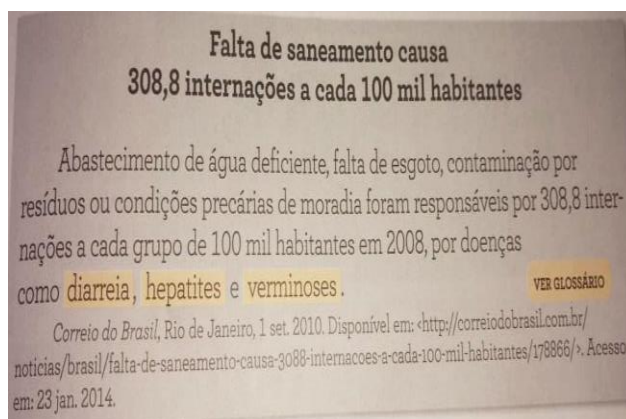 Falta de saneamento causa
308,8 internações a cada 100 mil habitantes
Abastecimento de água deficiente, falta de esgoto, contaminação por
resíduos ou condições precárias de moradia foram responsáveis por 308,8 inter-
nações a cada grupo de 100 mil habitantes em 2008, por doenças
como diarreia, hepatites e verminoses. VER GLOSSÁRIO
Correio do Brasil, Rio de Janeiro, 1 set. 2010. Disponível em: <http://correiodobrasil.com.br/
noticias/brasil/falta-de-saneamento-causa-3088-internacoes-a-cada-100-mil-habitantes/178866/>. Acesso
em: 23 jan. 2014.